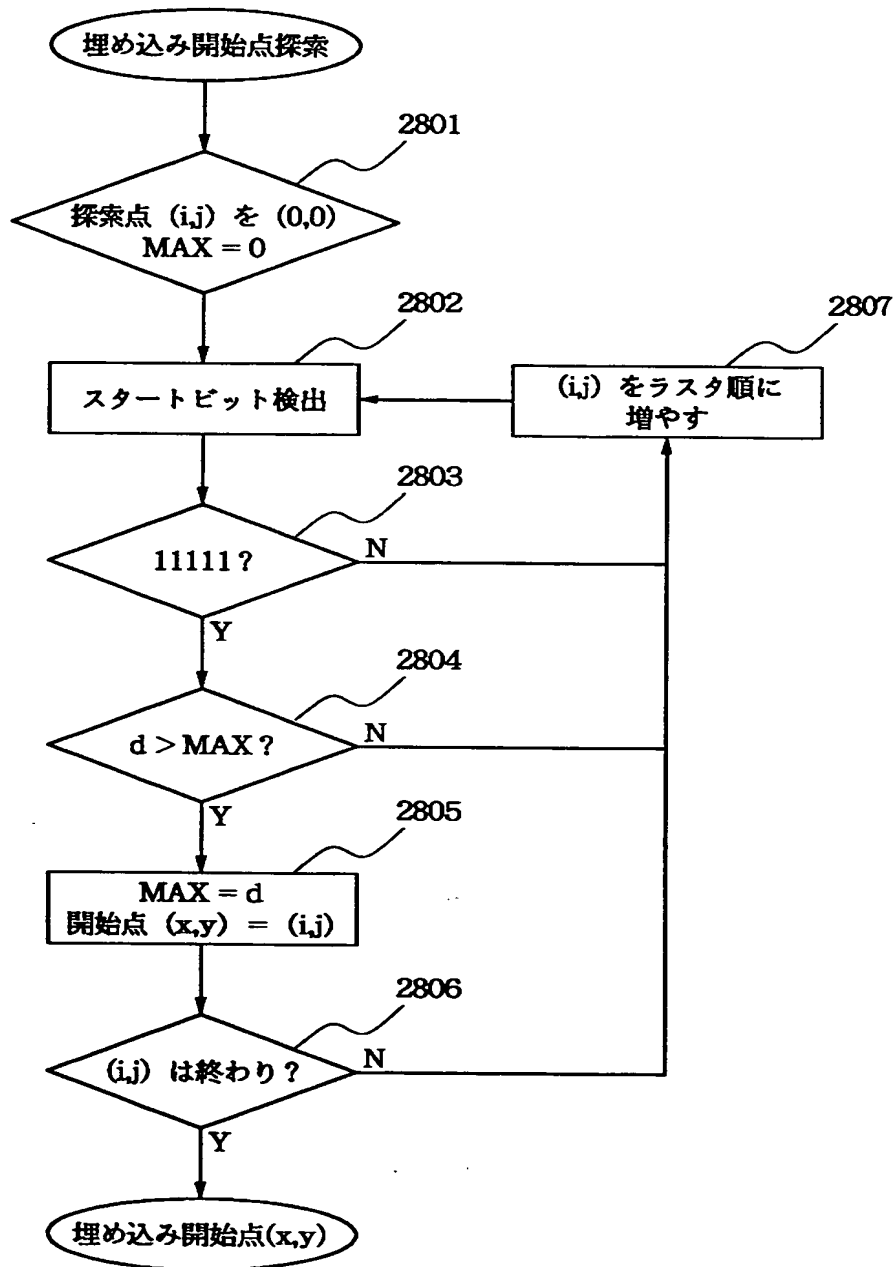 埋め込み開始点探索
2801
探索点 (i,j) を (0,0)
MAX = 0
2802
スタートビット検出
2807
(i,j) をラスタ順に
増やす
2803
11111?
N
Y
2804
d > MAX?
N
Y
2805
MAX = d
開始点 (x,y) = (i,j)
2806
(i,j) は終わり?
N
Y
埋め込み開始点(x,y)